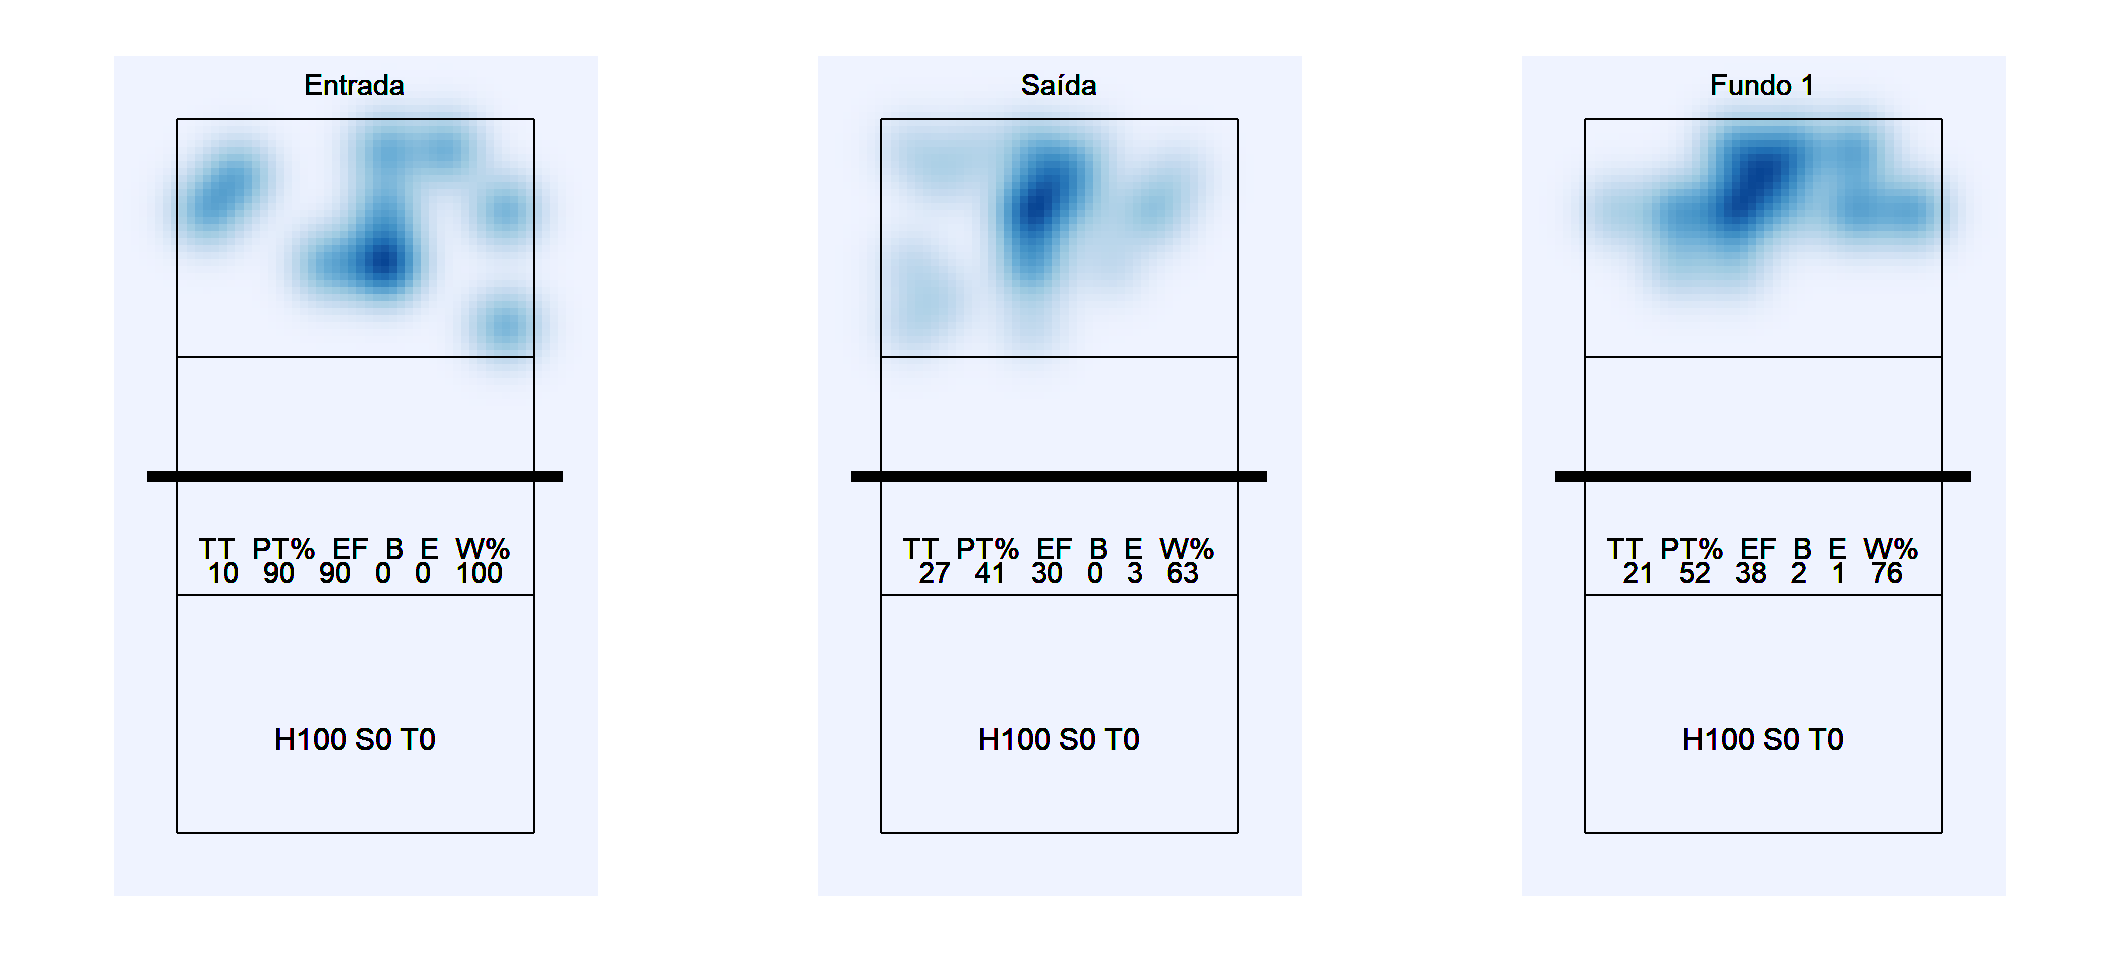 Entrada
TT PT% EF B E W%
10 90 90 0 0 100
H100 S0 T0
Saída
TT PT% EF B E W%
27 41 30 0 3 63
H100 S0 T0
Fundo 1
TT PT% EF B E W%
21 52 38 2 1 76
H100 S0 T0